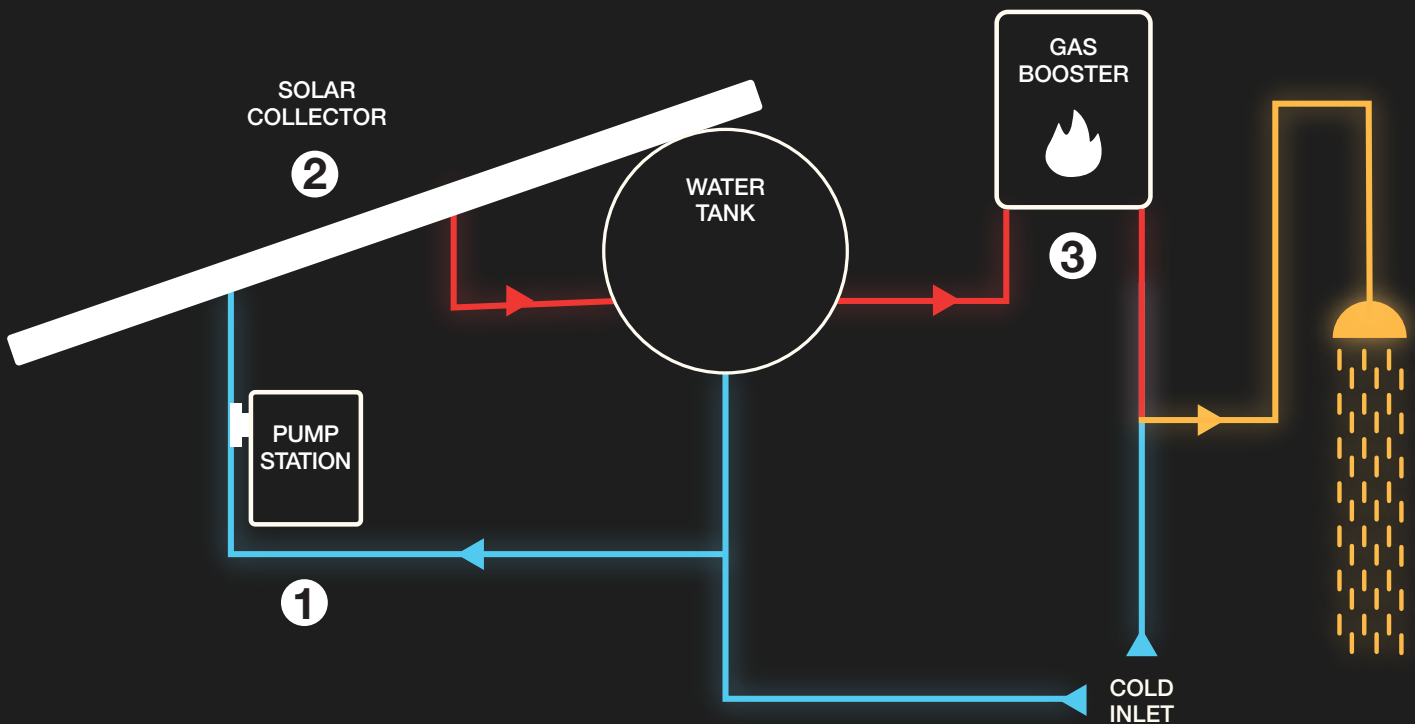 SOLAR
COLLECTOR
2
WATER
TANK
GAS
BOOSTER
3
PUMP
STATION
1
COLD
INLET